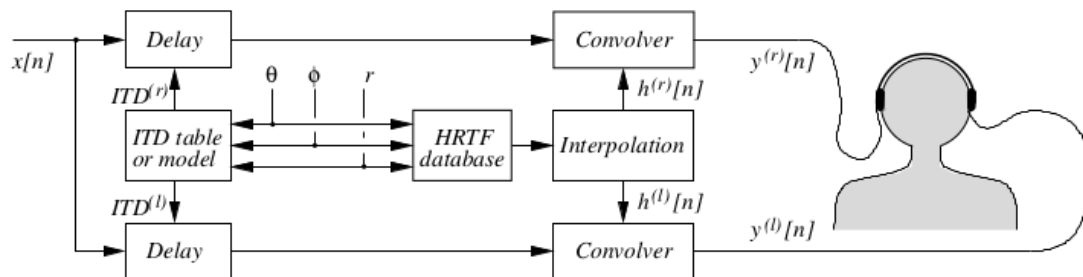 Delay
Convolver
x[n]
y^(r)[n]
θ
ϕ
r
ITD^(r)
h^(r)[n]
ITD table
or model
HRTF
database
Interpolation
ITD^(l)
h^(l)[n]
y^(l)[n]
Delay
Convolver